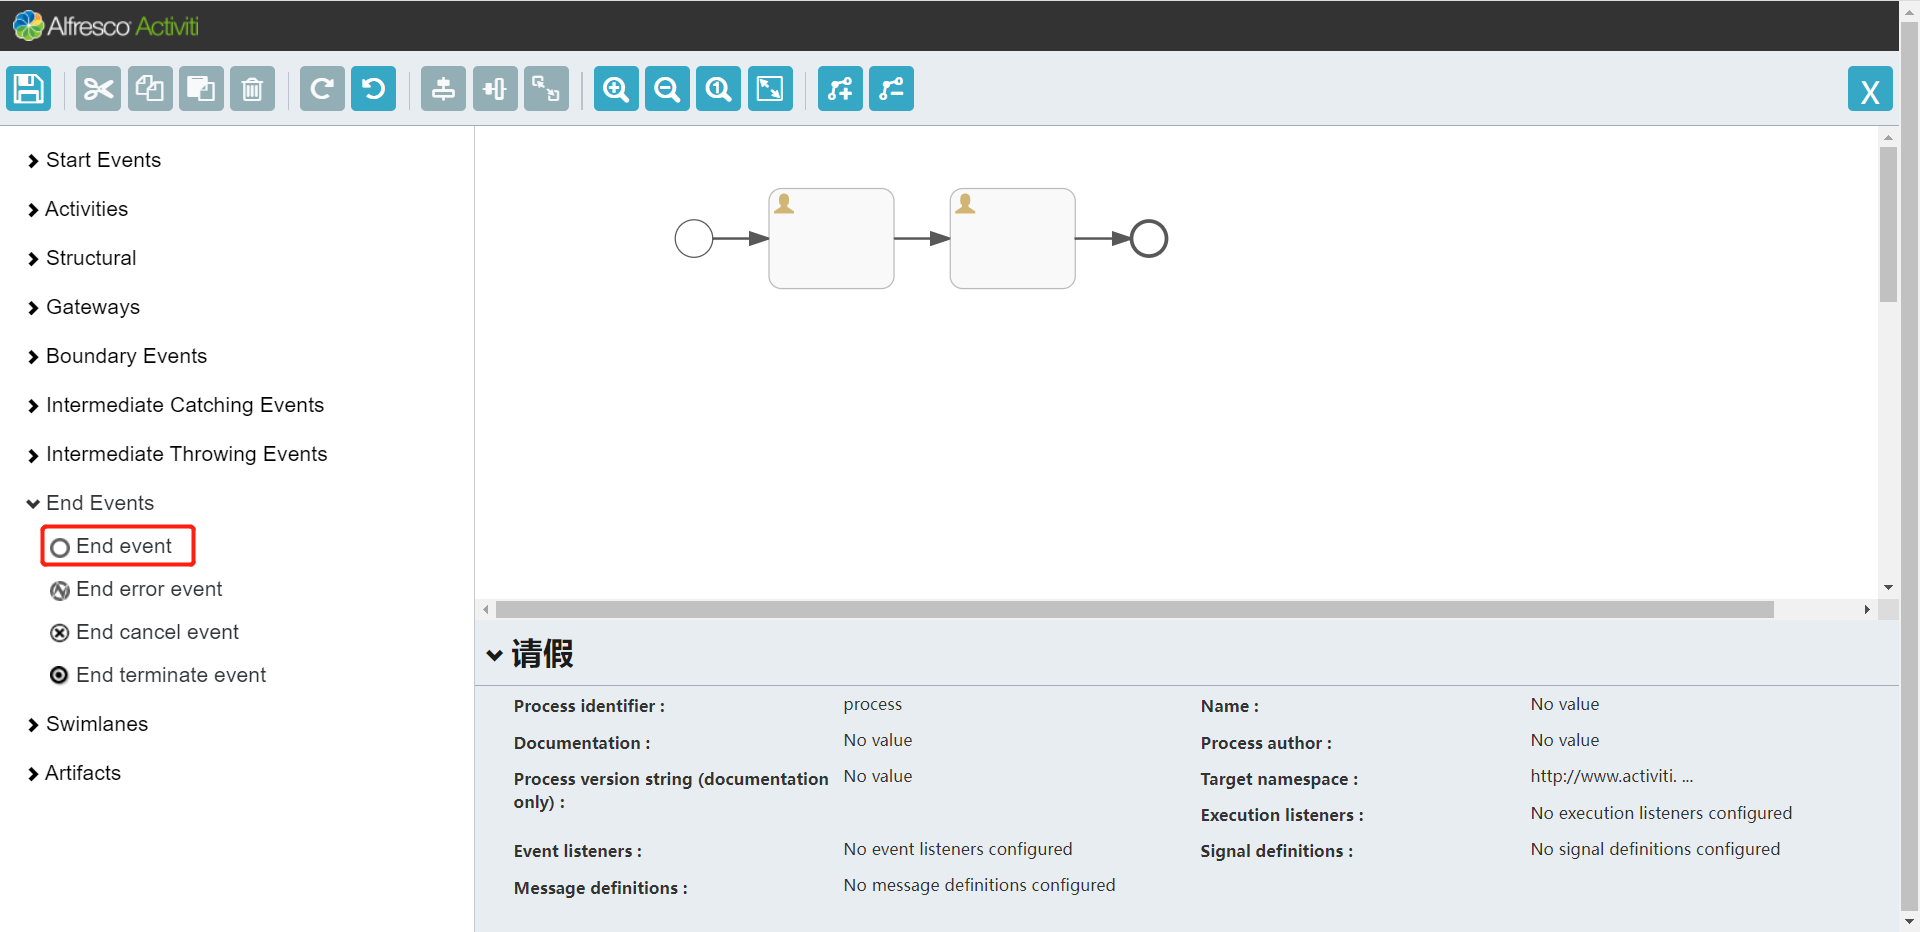 Alfresco Activiti
X
Start Events
Activities
Structural
Gateways
Boundary Events
Intermediate Catching Events
Intermediate Throwing Events
End Events
End event
End error event
End cancel event
End terminate event
Swimlanes
Artifacts
请假
Process identifier : process
Name : No value
Documentation : No value
Process author : No value
Process version string (documentation
only) : No value
Target namespace : http://www.activiti. ...
Execution listeners : No execution listeners configured
Event listeners : No event listeners configured
Signal definitions : No signal definitions configured
Message definitions : No message definitions configured